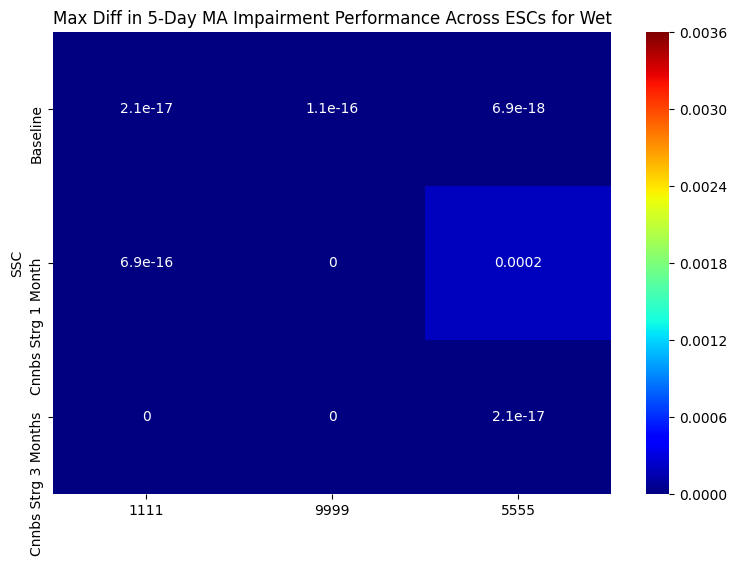 Max Diff in 5-Day MA Impairment Performance Across ESCs for Wet
SSC
Baseline
2.1e-17 1.1e-16 6.9e-18
Cnnbs Strg 1 Month
6.9e-16 0 0.0002
Cnnbs Strg 3 Months
0 0 2.1e-17
1111 9999 5555
0.0036
0.0030
0.0024
0.0018
0.0012
0.0006
0.0000